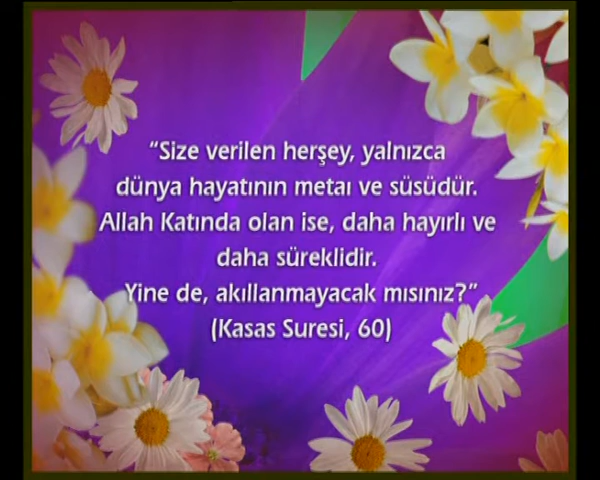 “Size verilen herşey, yalnızca
dünya hayatının metaı ve süsüdür.
Allah Katında olan ise, daha hayırlı ve
daha süreklidir.
Yine de, akıllanmayacak mısınız?”
(Kasas Suresi, 60)